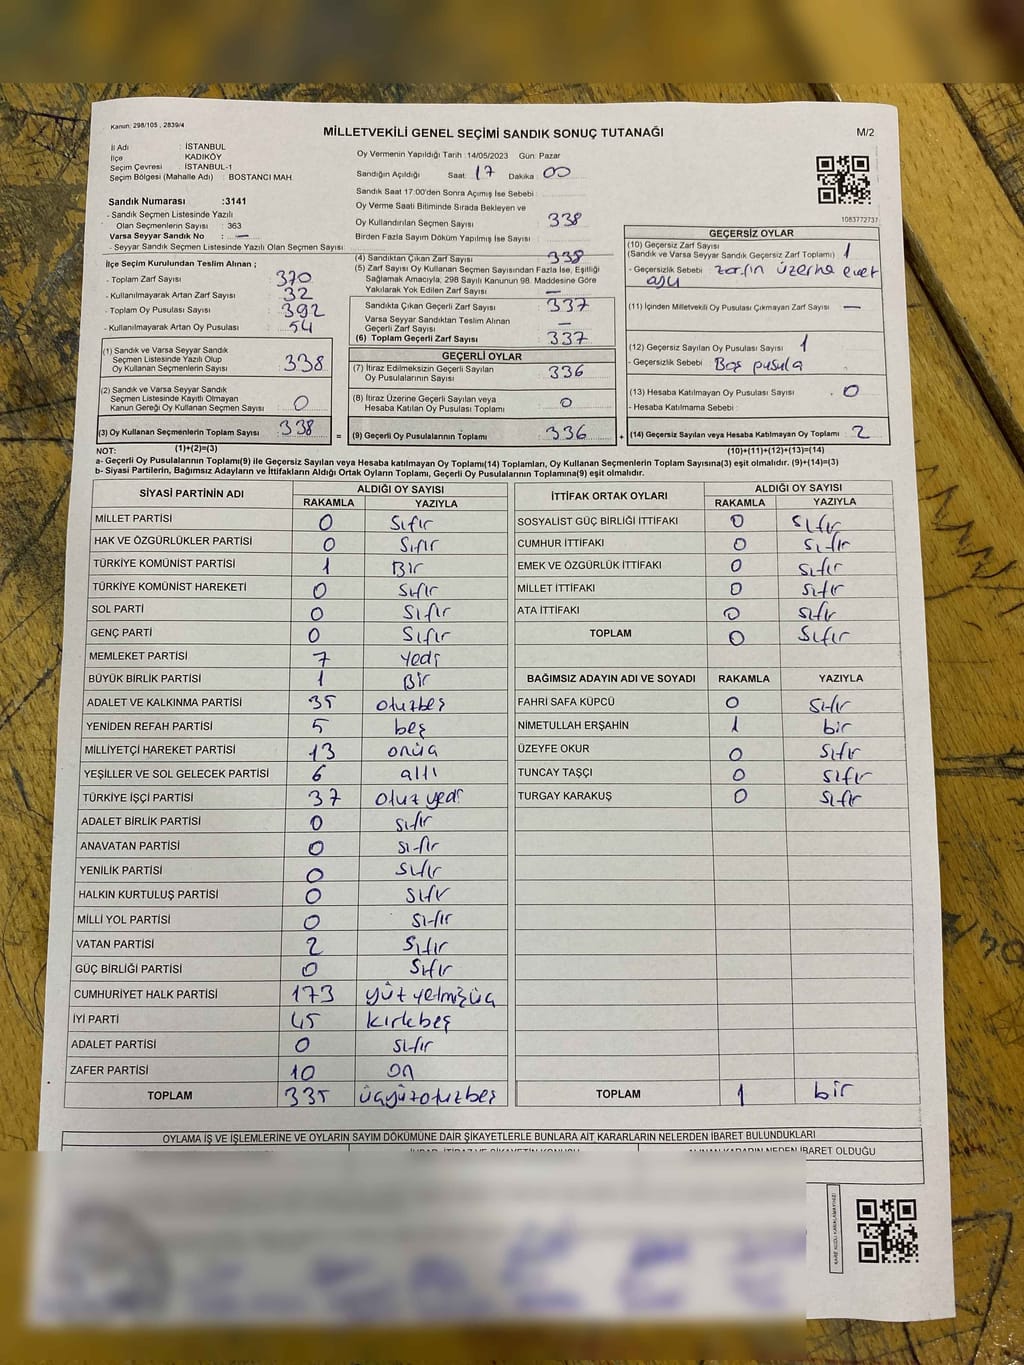 Kanun: 298/105 , 2839/4
MİLLETVEKİLİ GENEL SEÇİMİ SANDIK SONUÇ TUTANAĞI
M/2
İl Adı : İSTANBUL
İlçe : KADIKÖY
Seçim Çevresi : İSTANBUL-1
Seçim Bölgesi (Mahalle Adı) : BOSTANCI MAH.
Sandık Numarası :3141
- Sandık Seçmen Listesinde Yazılı
Olan Seçmenlerin Sayısı : 363
Varsa Seyyar Sandık No : —
- Seyyar Sandık Seçmen Listesinde Yazılı Olan Seçmen Sayısı:
İlçe Seçim Kurulundan Teslim Alınan ;
- Toplam Zarf Sayısı : 370
- Kullanılmayarak Artan Zarf Sayısı : 32
- Toplam Oy Pusulası Sayısı : 392
- Kullanılmayarak Artan Oy Pusulası : 54
(1) Sandık ve Varsa Seyyar Sandık
Seçmen Listesinde Yazılı Olup
Oy Kullanan Seçmenlerin Sayısı : 338
(2) Sandık ve Varsa Seyyar Sandık
Seçmen Listesinde Kayıtlı Olmayan
Kanun Gereği Oy Kullanan Seçmen Sayısı : 0
(3) Oy Kullanan Seçmenlerin Toplam Sayısı : 338
(1)+(2)=(3)
Oy Vermenin Yapıldığı Tarih :14/05/2023 Gün: Pazar
Sandığın Açıldığı Saat : 17 Dakika : 00
Sandık Saat 17:00'den Sonra Açılmış İse Sebebi :
Oy Verme Saati Bitiminde Sırada Bekleyen ve
Oy Kullandırılan Seçmen Sayısı : 338
Birden Fazla Sayım Döküm Yapılmış İse Sayısı :
(4) Sandıktan Çıkan Zarf Sayısı : 338
(5) Zarf Sayısı Oy Kullanan Seçmen Sayısından Fazla İse, Eşitliği
Sağlamak Amacıyla, 298 Sayılı Kanunun 98. Maddesine Göre
Yakılarak Yok Edilen Zarf Sayısı : —
Sandıkta Çıkan Geçerli Zarf Sayısı : 337
Varsa Seyyar Sandıktan Teslim Alınan
Geçerli Zarf Sayısı : —
(6) Toplam Geçerli Zarf Sayısı : 337
GEÇERLİ OYLAR
(7) İtiraz Edilmeksizin Geçerli Sayılan
Oy Pusulalarının Sayısı : 336
(8) İtiraz Üzerine Geçerli Sayılan veya
Hesaba Katılan Oy Pusulası Toplamı : 0
= (9) Geçerli Oy Pusulalarının Toplamı : 336
1083772737
GEÇERSİZ OYLAR
(10) Geçersiz Zarf Sayısı : 1
(Sandık ve Varsa Seyyar Sandık Geçersiz Zarf Toplamı)
- Geçersizlik Sebebi : zarfın üzerine evet
(11) İçinden Milletvekili Oy Pusulası Çıkmayan Zarf Sayısı : —
(12) Geçersiz Sayılan Oy Pusulası Sayısı : 1
- Geçersizlik Sebebi : Boş pusula
(13) Hesaba Katılmayan Oy Pusulası Sayısı : 0
- Hesaba Katılmama Sebebi :
+ (14) Geçersiz Sayılan veya Hesaba Katılmayan Oy Toplamı : 2
(10)+(11)+(12)+(13)=(14)
NOT:
a- Geçerli Oy Pusulalarının Toplamı(9) ile Geçersiz Sayılan veya Hesaba katılmayan Oy Toplamı(14) Toplamları, Oy Kullanan Seçmenlerin Toplam Sayısına(3) eşit olmalıdır. (9)+(14)=(3)
b- Siyasi Partilerin, Bağımsız Adayların ve İttifakların Aldığı Ortak Oyların Toplamı, Geçerli Oy Pusulalarının Toplamına(9) eşit olmalıdır.
SİYASİ PARTİNİN ADI ALDIĞI OY SAYISI
RAKAMLA YAZIYLA
MİLLET PARTİSİ 0 Sıfır
HAK VE ÖZGÜRLÜKLER PARTİSİ 0 Sıfır
TÜRKİYE KOMÜNİST PARTİSİ 1 Bir
TÜRKİYE KOMÜNİST HAREKETİ 0 Sıfır
SOL PARTİ 0 Sıfır
GENÇ PARTİ 0 Sıfır
MEMLEKET PARTİSİ 7 yedi
BÜYÜK BİRLİK PARTİSİ 1 Bir
ADALET VE KALKINMA PARTİSİ 35 otuzbeş
YENİDEN REFAH PARTİSİ 5 beş
MİLLİYETÇİ HAREKET PARTİSİ 13 onüç
YEŞİLLER VE SOL GELECEK PARTİSİ 6 altı
TÜRKİYE İŞÇİ PARTİSİ 37 otuz yedi
ADALET BİRLİK PARTİSİ 0 sıfır
ANAVATAN PARTİSİ 0 sıfır
YENİLİK PARTİSİ 0 sıfır
HALKIN KURTULUŞ PARTİSİ 0 sıfır
MİLLİ YOL PARTİSİ 0 sıfır
VATAN PARTİSİ 2 Sıfır
GÜÇ BİRLİĞİ PARTİSİ 0 Sıfır
CUMHURİYET HALK PARTİSİ 173 yüz yetmişüç
İYİ PARTİ 45 kırkbeş
ADALET PARTİSİ 0 sıfır
ZAFER PARTİSİ 10 on
TOPLAM 335 üçyüzotuzbeş
İTTİFAK ORTAK OYLARI ALDIĞI OY SAYISI
RAKAMLA YAZIYLA
SOSYALİST GÜÇ BİRLİĞİ İTTİFAKI 0 sıfır
CUMHUR İTTİFAKI 0 sıfır
EMEK VE ÖZGÜRLÜK İTTİFAKI 0 sıfır
MİLLET İTTİFAKI 0 sıfır
ATA İTTİFAKI 0 sıfır
TOPLAM 0 Sıfır
BAĞIMSIZ ADAYIN ADI VE SOYADI RAKAMLA YAZIYLA
FAHRİ SAFA KÜPCÜ 0 sıfır
NİMETULLAH ERŞAHİN 1 bir
ÜZEYFE OKUR 0 sıfır
TUNCAY TAŞÇI 0 sıfır
TURGAY KARAKUŞ 0 sıfır
TOPLAM 1 bir
OYLAMA İŞ VE İŞLEMLERİNE VE OYLARIN SAYIM DÖKÜMÜNE DAİR ŞİKAYETLERLE BUNLARA AİT KARARLARIN NELERDEN İBARET BULUNDUKLARI